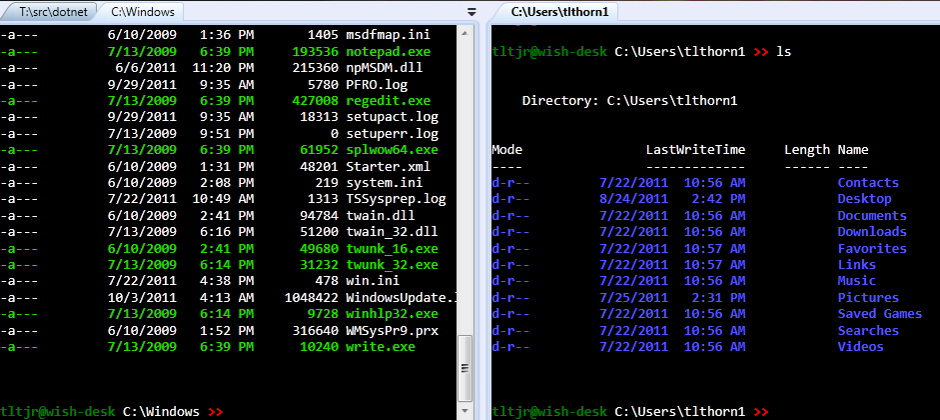 T:\src\dotnet C:\Windows
-a--- 6/10/2009 1:36 PM 1405 msdfmap.ini
-a--- 7/13/2009 6:39 PM 193536 notepad.exe
-a--- 6/6/2011 11:20 PM 215360 npMSDM.dll
-a--- 9/29/2011 9:35 AM 5780 PFRO.log
-a--- 7/13/2009 6:39 PM 427008 regedit.exe
-a--- 9/29/2011 9:35 AM 18313 setupact.log
-a--- 7/13/2009 9:51 PM 0 setuperr.log
-a--- 7/13/2009 6:39 PM 61952 splwow64.exe
-a--- 6/10/2009 1:31 PM 48201 Starter.xml
-a--- 6/10/2009 2:08 PM 219 system.ini
-a--- 7/22/2011 10:49 AM 1313 TSSysprep.log
-a--- 6/10/2009 2:41 PM 94784 twain.dll
-a--- 7/13/2009 6:16 PM 51200 twain_32.dll
-a--- 6/10/2009 2:41 PM 49680 twunk_16.exe
-a--- 7/13/2009 6:14 PM 31232 twunk_32.exe
-a--- 7/22/2011 4:38 PM 478 win.ini
-a--- 10/3/2011 4:13 AM 1048422 WindowsUpdate.l
-a--- 7/13/2009 6:14 PM 9728 winhlp32.exe
-a--- 6/10/2009 1:52 PM 316640 WMSysPr9.prx
-a--- 7/13/2009 6:39 PM 10240 write.exe
tltjr@wish-desk C:\Windows >>
C:\Users\tlthorn1
tltjr@wish-desk C:\Users\tlthorn1 >> ls
Directory: C:\Users\tlthorn1
Mode LastWriteTime Length Name
---- ------------- ------ ----
d-r-- 7/22/2011 10:56 AM Contacts
d-r-- 8/24/2011 2:42 PM Desktop
d-r-- 7/22/2011 10:56 AM Documents
d-r-- 7/22/2011 10:56 AM Downloads
d-r-- 7/22/2011 10:57 AM Favorites
d-r-- 7/22/2011 10:57 AM Links
d-r-- 7/22/2011 10:56 AM Music
d-r-- 7/25/2011 2:31 PM Pictures
d-r-- 7/22/2011 10:56 AM Saved Games
d-r-- 7/22/2011 10:56 AM Searches
d-r-- 7/22/2011 10:56 AM Videos
tltjr@wish-desk C:\Users\tlthorn1 >>